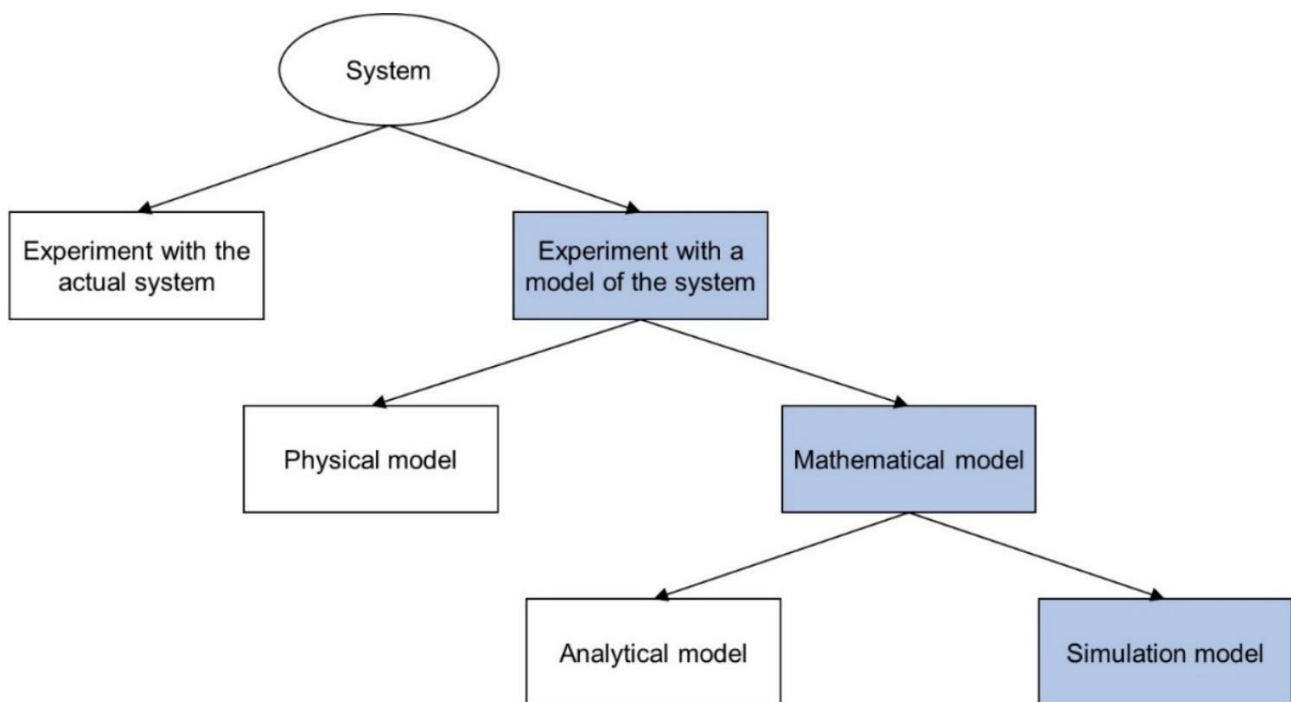 System
Experiment with the
actual system
Experiment with a
model of the system
Physical model
Mathematical model
Analytical model
Simulation model